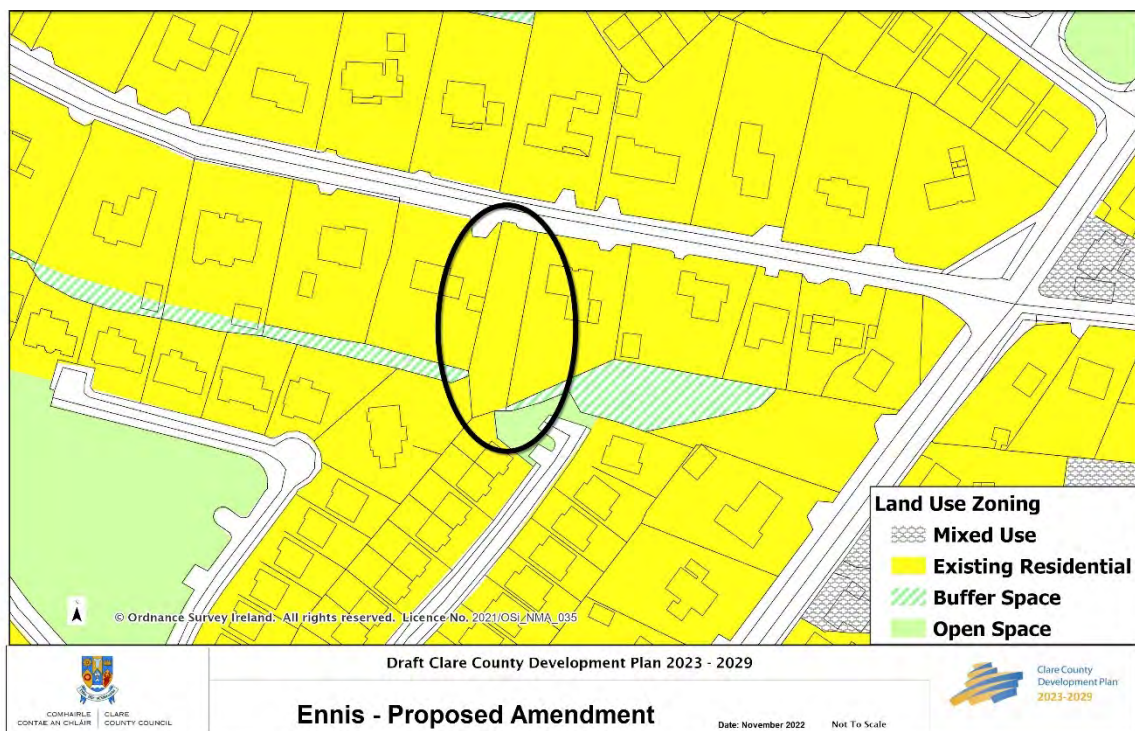 Land Use Zoning
Mixed Use
Existing Residential
Buffer Space
Open Space
© Ordnance Survey Ireland. All rights reserved. Licence No. 2021/OSi_NMA_035
COMHAIRLE CONTAE AN CHLÁIR
CLARE COUNTY COUNCIL
Draft Clare County Development Plan 2023 - 2029
Ennis - Proposed Amendment
Date: November 2022
Not To Scale
Clare County
Development Plan
2023-2029